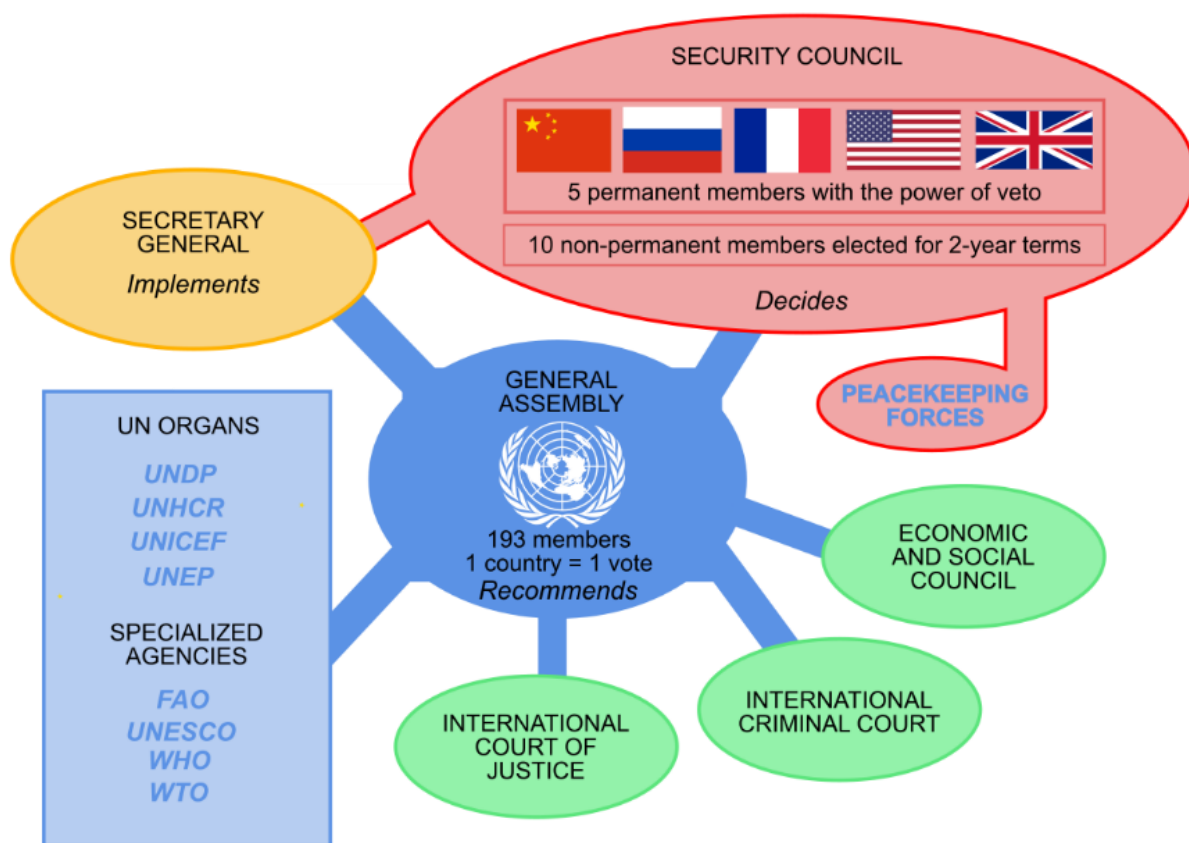 SECURITY COUNCIL
5 permanent members with the power of veto
10 non-permanent members elected for 2-year terms
Decides
SECRETARY
GENERAL
Implements
PEACEKEEPING
FORCES
GENERAL
ASSEMBLY
193 members
1 country = 1 vote
Recommends
UN ORGANS
UNDP
UNHCR
UNICEF
UNEP
SPECIALIZED
AGENCIES
FAO
UNESCO
WHO
WTO
ECONOMIC
AND SOCIAL
COUNCIL
INTERNATIONAL
CRIMINAL COURT
INTERNATIONAL
COURT OF
JUSTICE